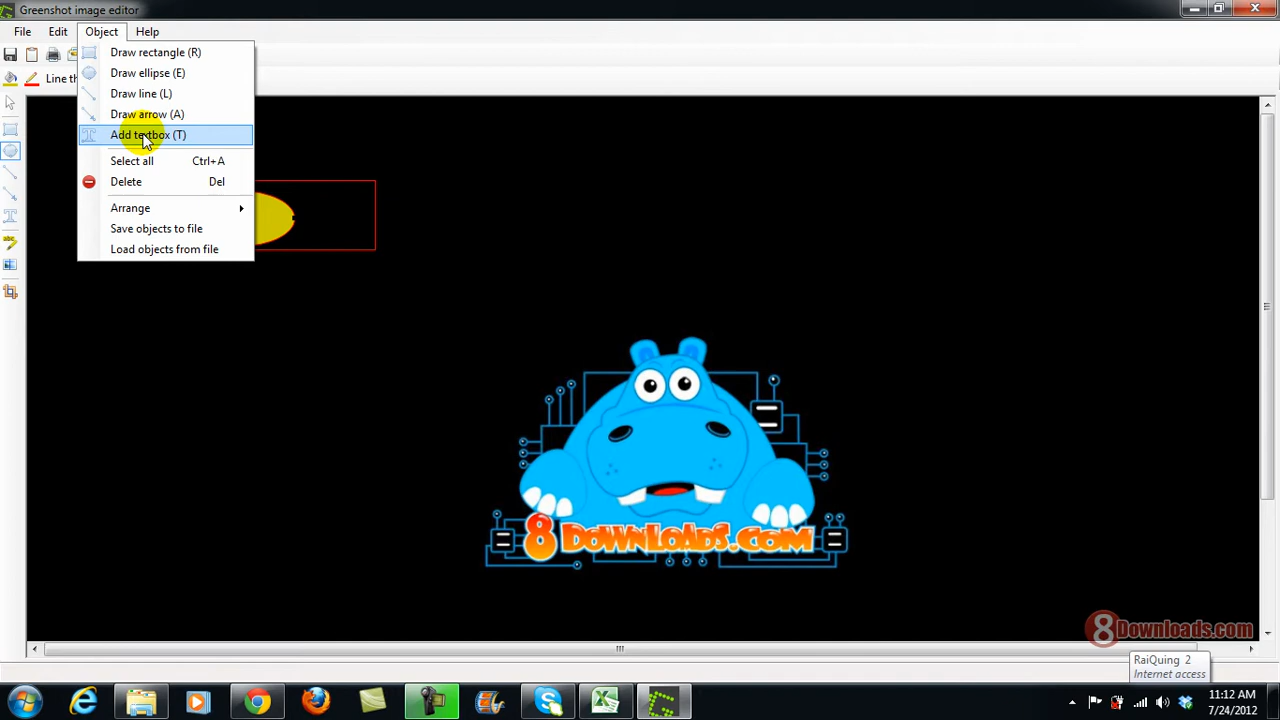 Greenshot image editor
File Edit Object Help
Draw rectangle (R)
Line th
Draw ellipse (E)
Draw line (L)
Draw arrow (A)
Add textbox (T)
Select all Ctrl+A
Delete Del
Arrange
Save objects to file
Load objects from file
8 DOWNLOADS.COM
8Downloads.com
RaiQuing 2
Internet access
11:12 AM
7/24/2012